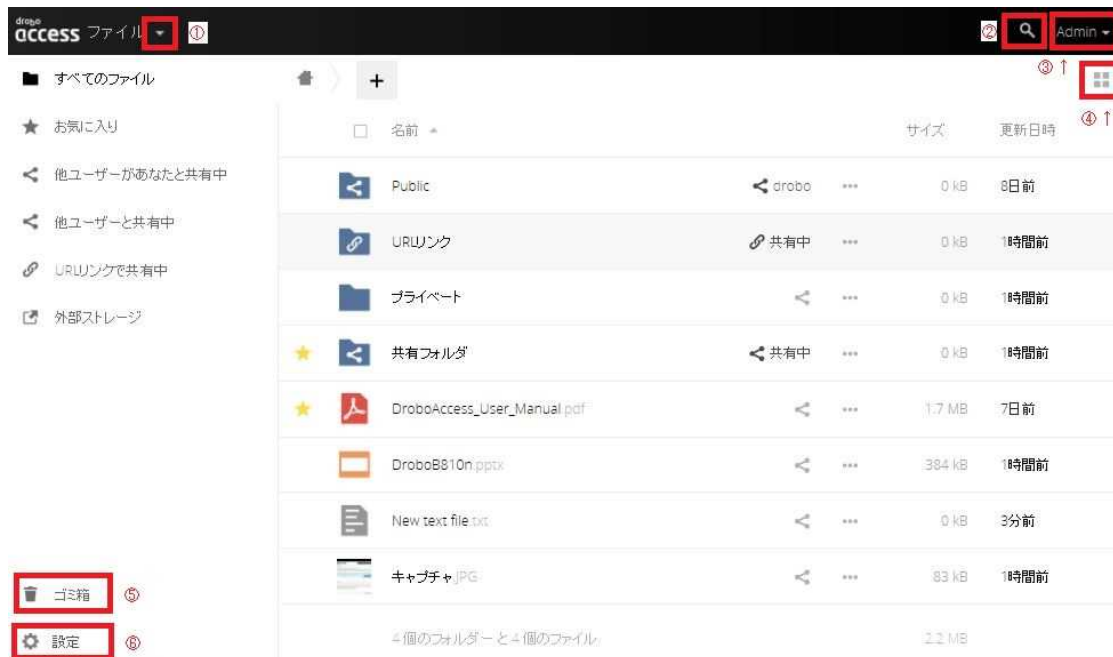 drobo
access ファイル ① ② Admin
すべてのファイル + ③↑
お気に入り 名前 サイズ 更新日時 ④↑
他ユーザーがあなたと共有中 Public drobo ••• 0 kB 8日前
他ユーザーと共有中
URLリンク 共有中 ••• 0 kB 1時間前
URLリンクで共有中
プライベート ••• 0 kB 1時間前
外部ストレージ
共有フォルダ 共有中 ••• 0 kB 1時間前
DroboAccess_User_Manual.pdf ••• 1.7 MB 7日前
DroboB810n.pptx ••• 384 kB 1時間前
New text file.txt ••• 0 kB 3分前
キャプチャ.JPG ••• 83 kB 1時間前
ゴミ箱 ⑤
設定 ⑥ 4個のフォルダーと4個のファイル 2.2 MB